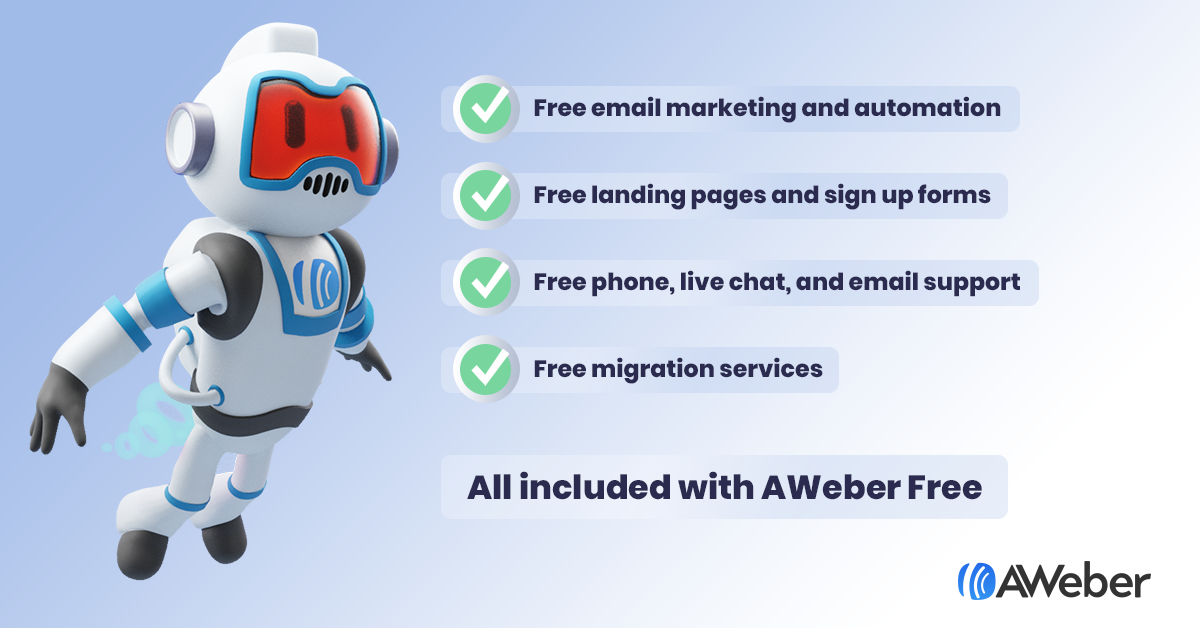 Free email marketing and automation
Free landing pages and sign up forms
Free phone, live chat, and email support
Free migration services
All included with AWeber Free
AWeber